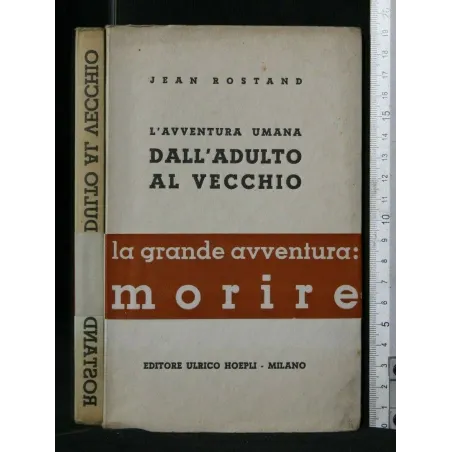 JEAN ROSTAND
L'AVVENTURA UMANA
DALL'ADULTO
AL VECCHIO
la grande avventura:
morire
EDITORE ULRICO HOEPLI - MILANO
ROSTAND
DULTO AL VECCHIO